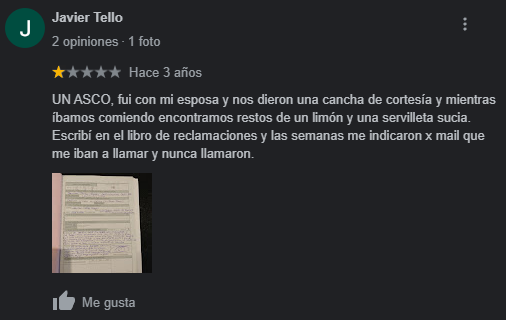 J
Javier Tello
2 opiniones · 1 foto
Hace 3 años
UN ASCO, fui con mi esposa y nos dieron una cancha de cortesía y mientras
íbamos comiendo encontramos restos de un limón y una servilleta sucia.
Escribí en el libro de reclamaciones y las semanas me indicaron x mail que
me iban a llamar y nunca llamaron.
Me gusta